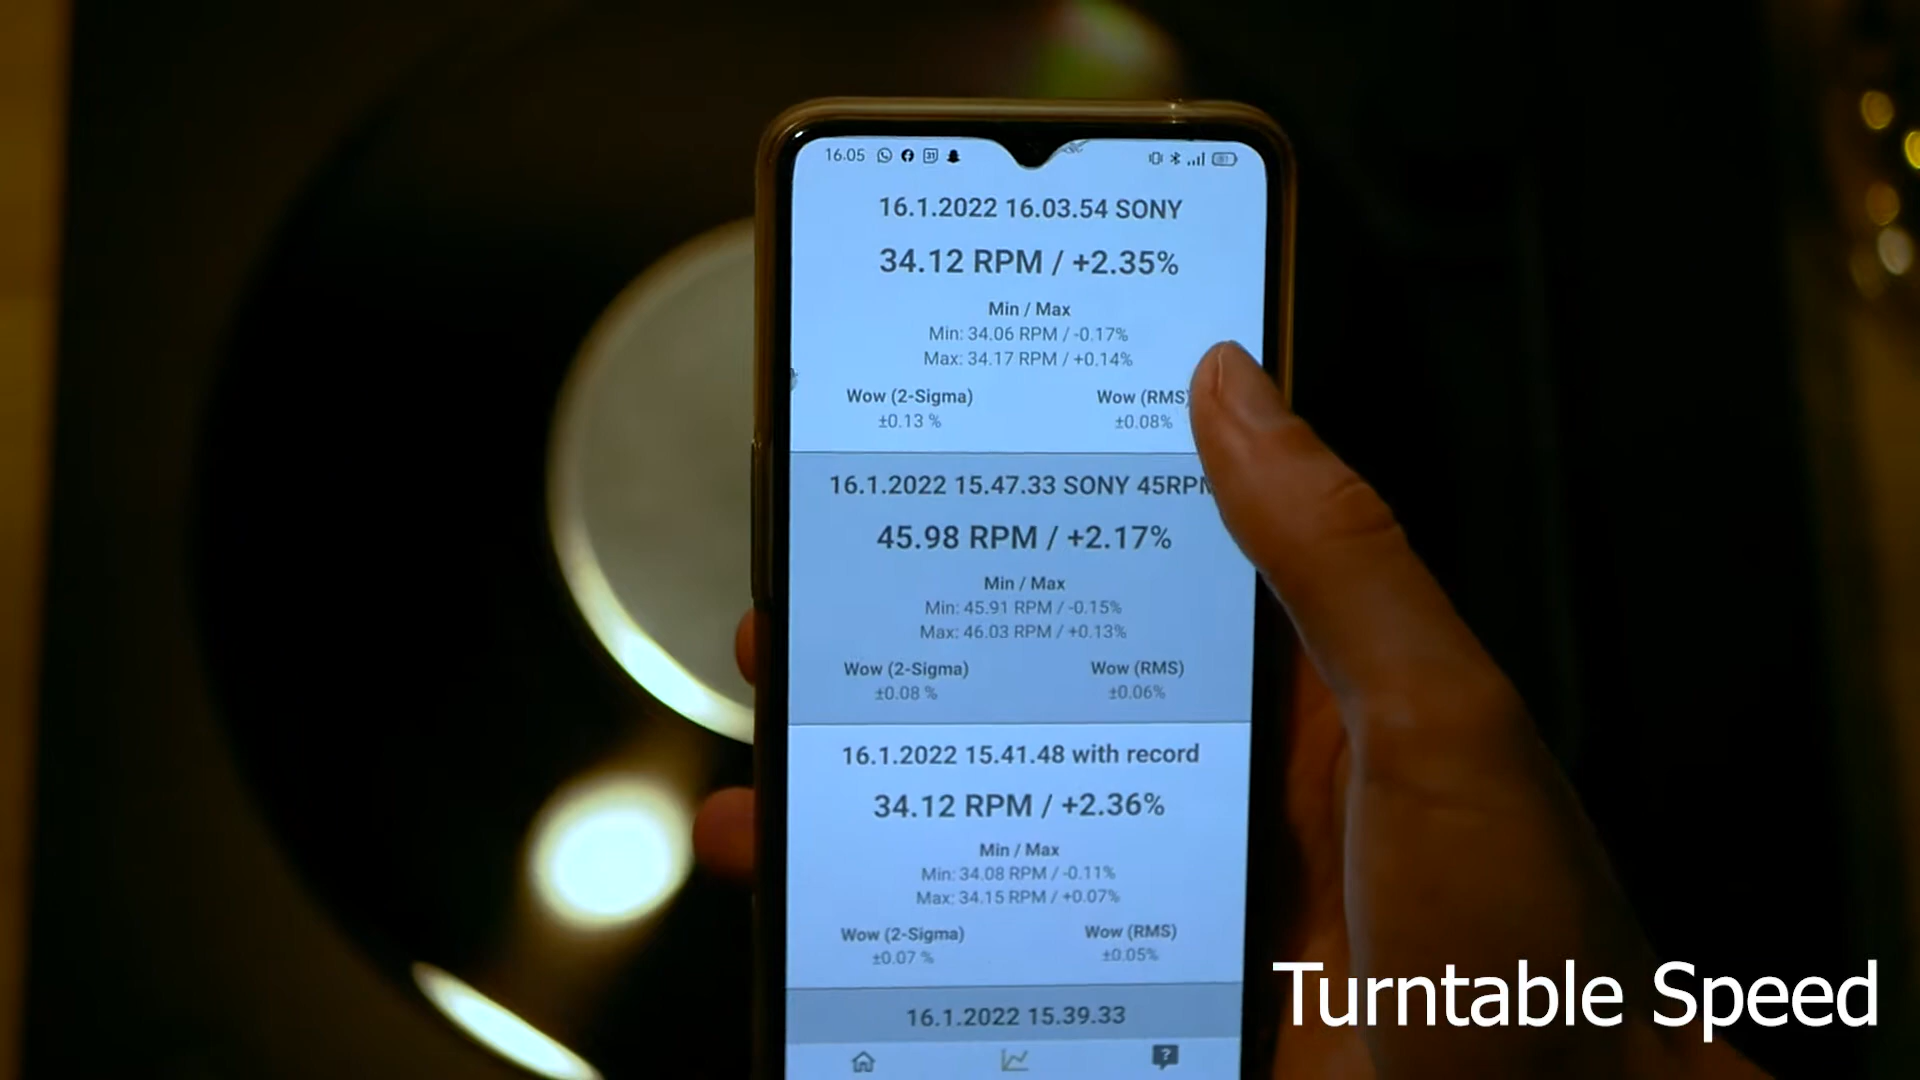 16.05
16.1.2022 16.03.54 SONY
34.12 RPM / +2.35%
Min / Max
Min: 34.06 RPM / -0.17%
Max: 34.17 RPM / +0.14%
Wow (2-Sigma) Wow (RMS)
±0.13 % ±0.08%
16.1.2022 15.47.33 SONY 45RPM
45.98 RPM / +2.17%
Min / Max
Min: 45.91 RPM / -0.15%
Max: 46.03 RPM / +0.13%
Wow (2-Sigma) Wow (RMS)
±0.08 % ±0.06%
16.1.2022 15.41.48 with record
34.12 RPM / +2.36%
Min / Max
Min: 34.08 RPM / -0.11%
Max: 34.15 RPM / +0.07%
Wow (2-Sigma) Wow (RMS)
±0.07 % ±0.05%
16.1.2022 15.39.33
Turntable Speed